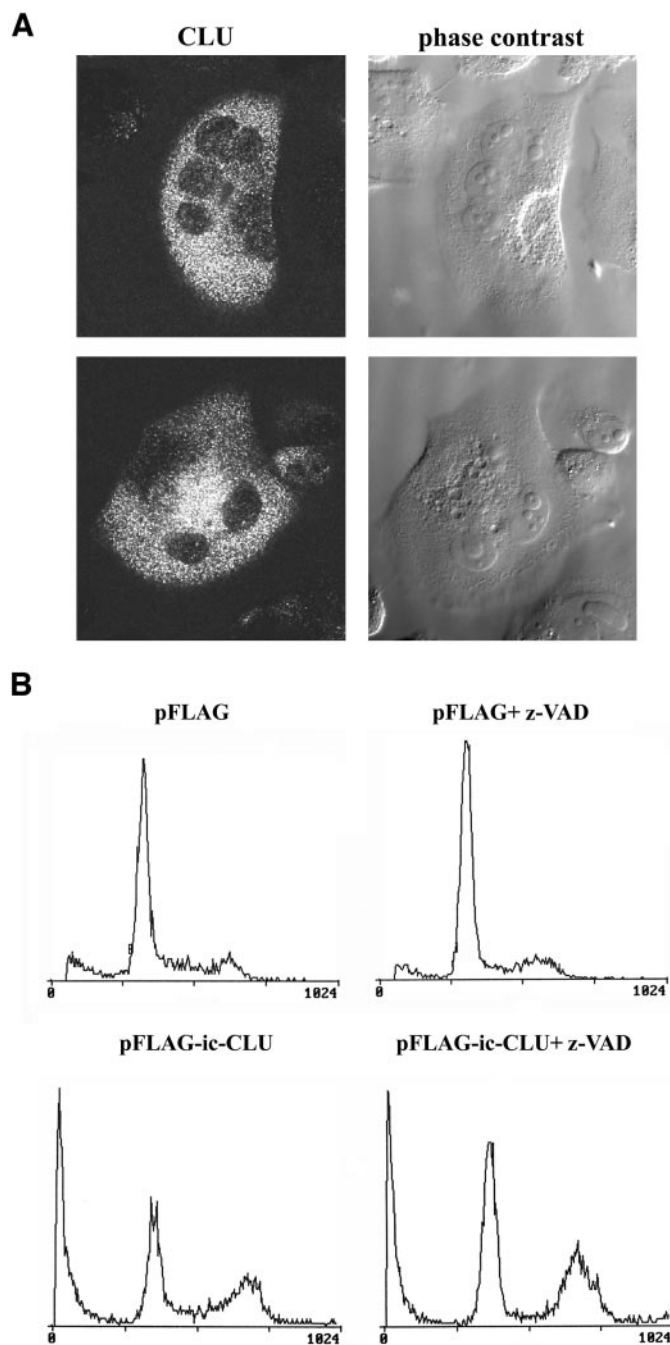 A
CLU phase contrast
B
pFLAG pFLAG+ z-VAD
0 1024 0 1024
pFLAG-ic-CLU pFLAG-ic-CLU+ z-VAD
0 1024 0 1024